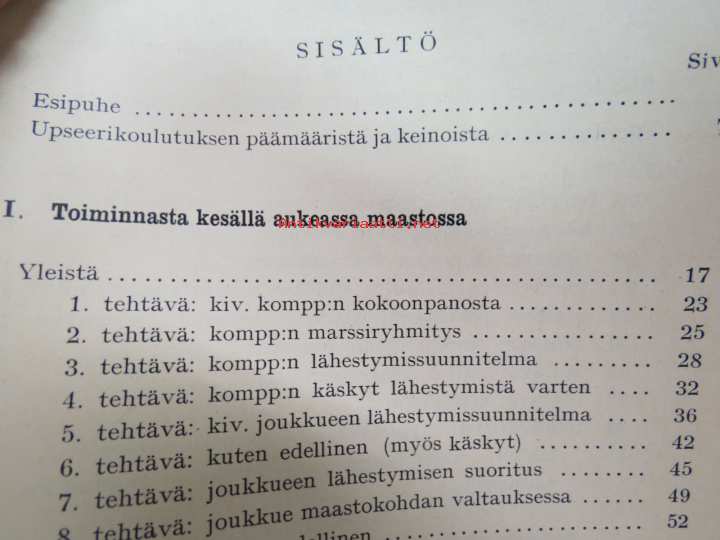 SISÄLTÖ
Siv
Esipuhe ................................................
Upseerikoulutuksen päämääristä ja keinoista ...............
I. Toiminnasta kesällä aukeassa maastossa
Antikvariaatti.net
Yleistä ................................................ 17
1. tehtävä: kiv. kompp:n kokoonpanosta ............. 23
2. tehtävä: kompp:n marssiryhmitys ................ 25
3. tehtävä: kompp:n lähestymissuunnitelma ......... 28
4. tehtävä: kompp:n käskyt lähestymistä varten .... 32
5. tehtävä: kiv. joukkueen lähestymissuunnitelma .... 36
6. tehtävä: kuten edellinen (myös käskyt) .......... 42
7. tehtävä: joukkueen lähestymisen suoritus ........ 45
8. tehtävä: joukkue maastokohdan valtauksessa ...... 49
edellinen ........................ 52